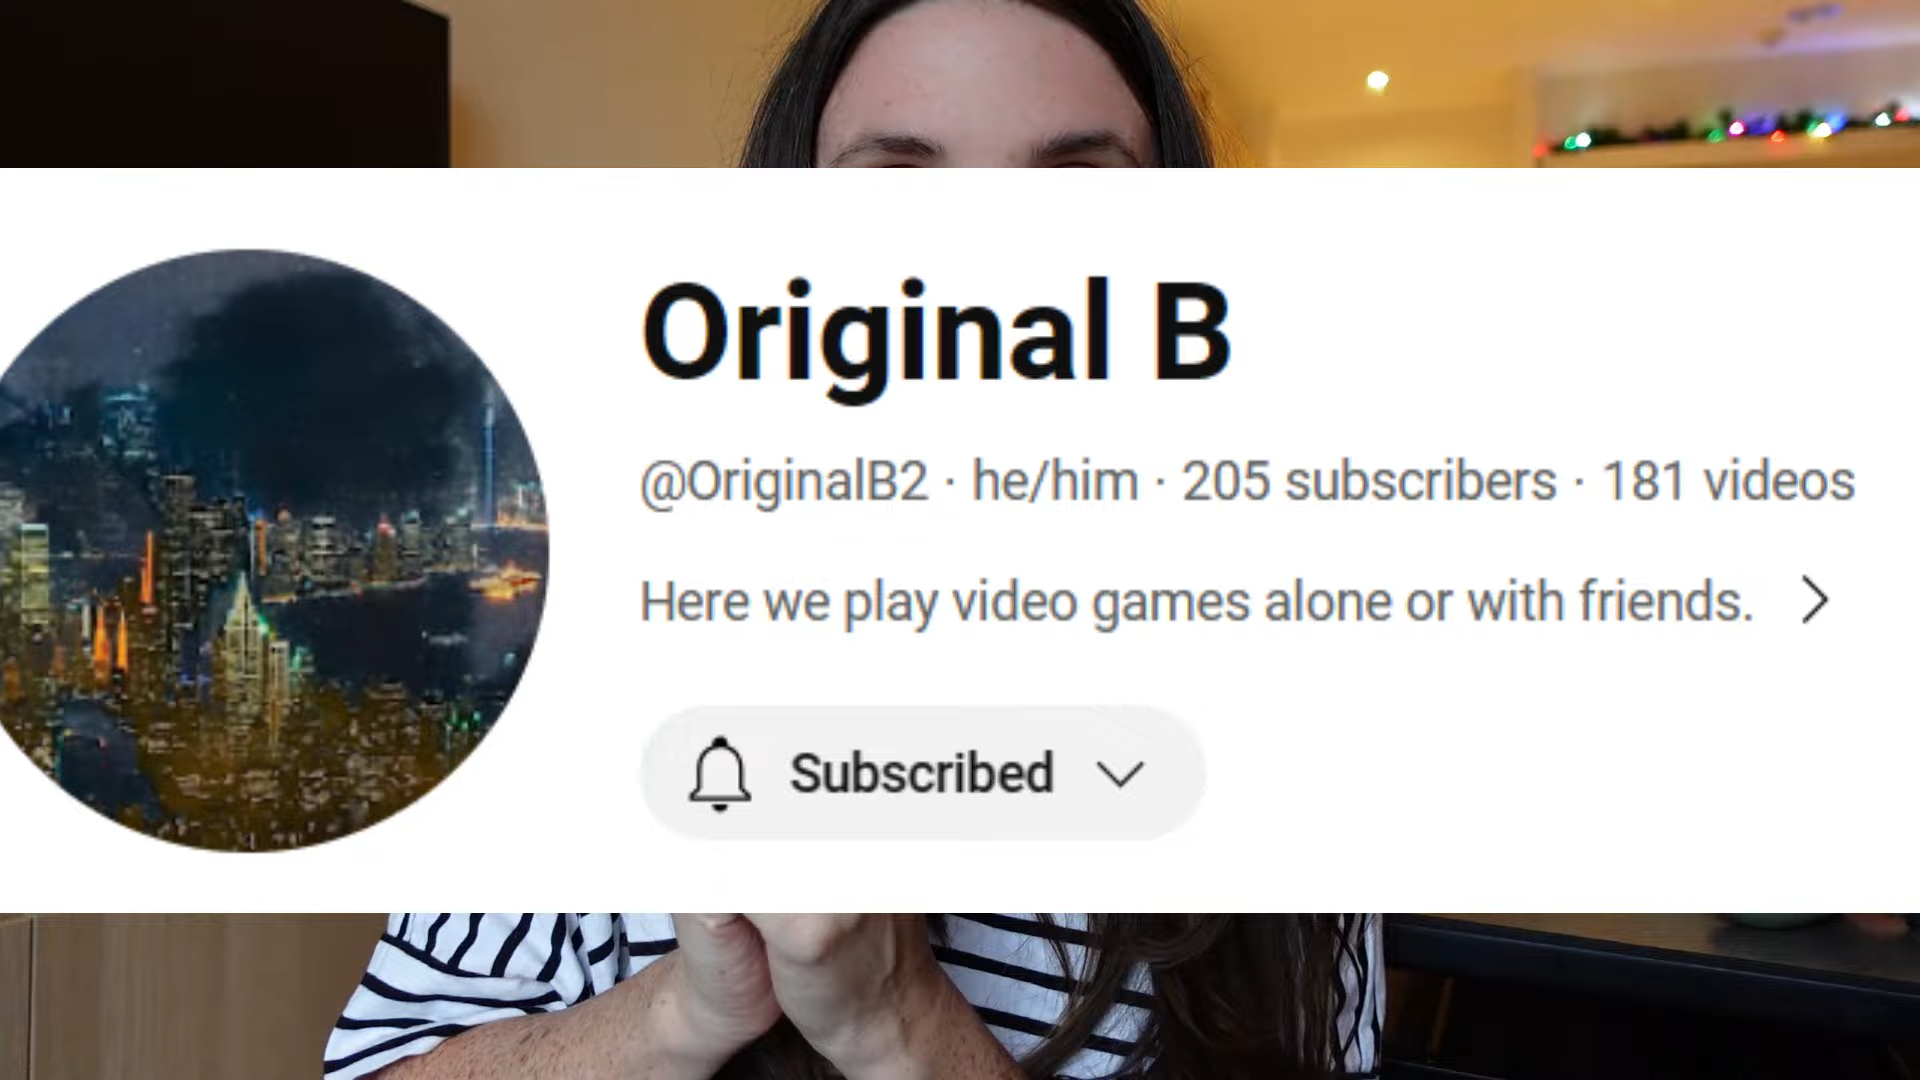 Original B
@OriginalB2 · he/him · 205 subscribers · 181 videos
Here we play video games alone or with friends.
Subscribed